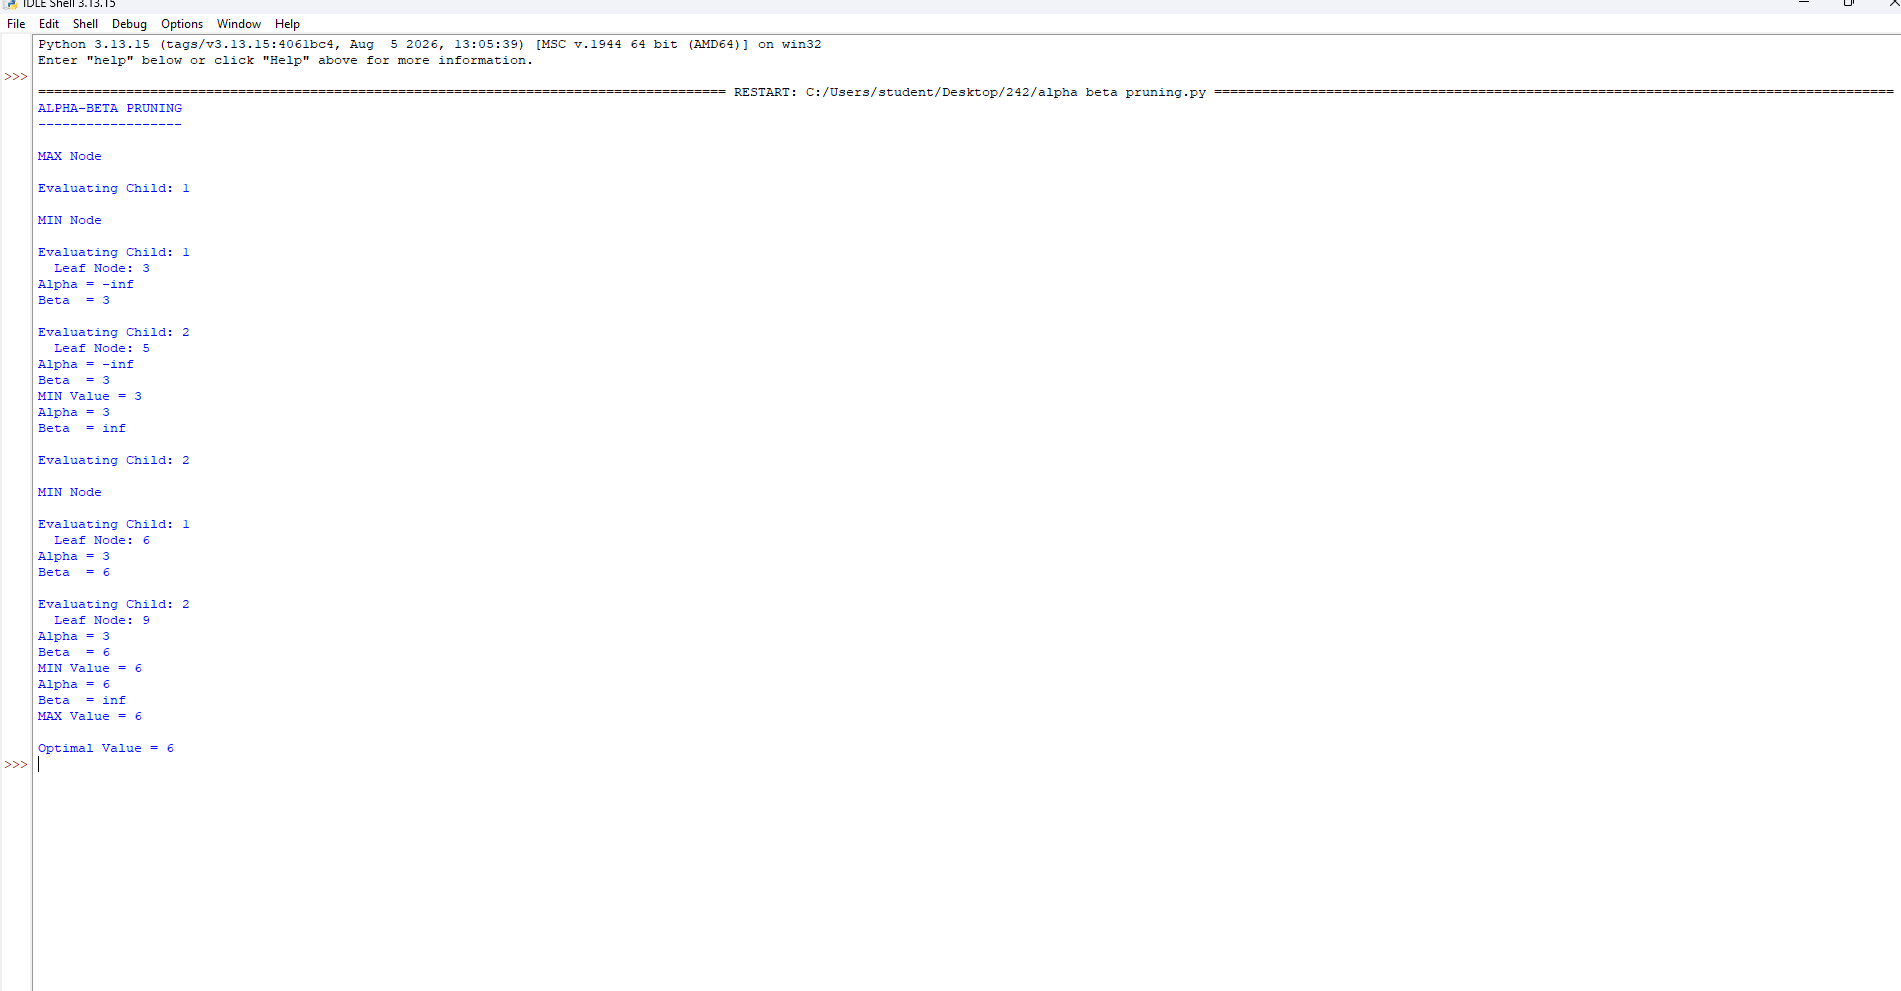 IDLE Shell 3.13.15
File Edit Shell Debug Options Window Help
Python 3.13.15 (tags/v3.13.15:4061bc4, Aug  5 2026, 13:05:39) [MSC v.1944 64 bit (AMD64)] on win32
Enter "help" below or click "Help" above for more information.
>>>
====================================================================================== RESTART: C:/Users/student/Desktop/242/alpha beta pruning.py =====================================================================================
ALPHA-BETA PRUNING
------------------
MAX Node
Evaluating Child: 1
MIN Node
Evaluating Child: 1
  Leaf Node: 3
Alpha = -inf
Beta  = 3
Evaluating Child: 2
  Leaf Node: 5
Alpha = -inf
Beta  = 3
MIN Value = 3
Alpha = 3
Beta  = inf
Evaluating Child: 2
MIN Node
Evaluating Child: 1
  Leaf Node: 6
Alpha = 3
Beta  = 6
Evaluating Child: 2
  Leaf Node: 9
Alpha = 3
Beta  = 6
MIN Value = 6
Alpha = 6
Beta  = inf
MAX Value = 6
Optimal Value = 6
>>>